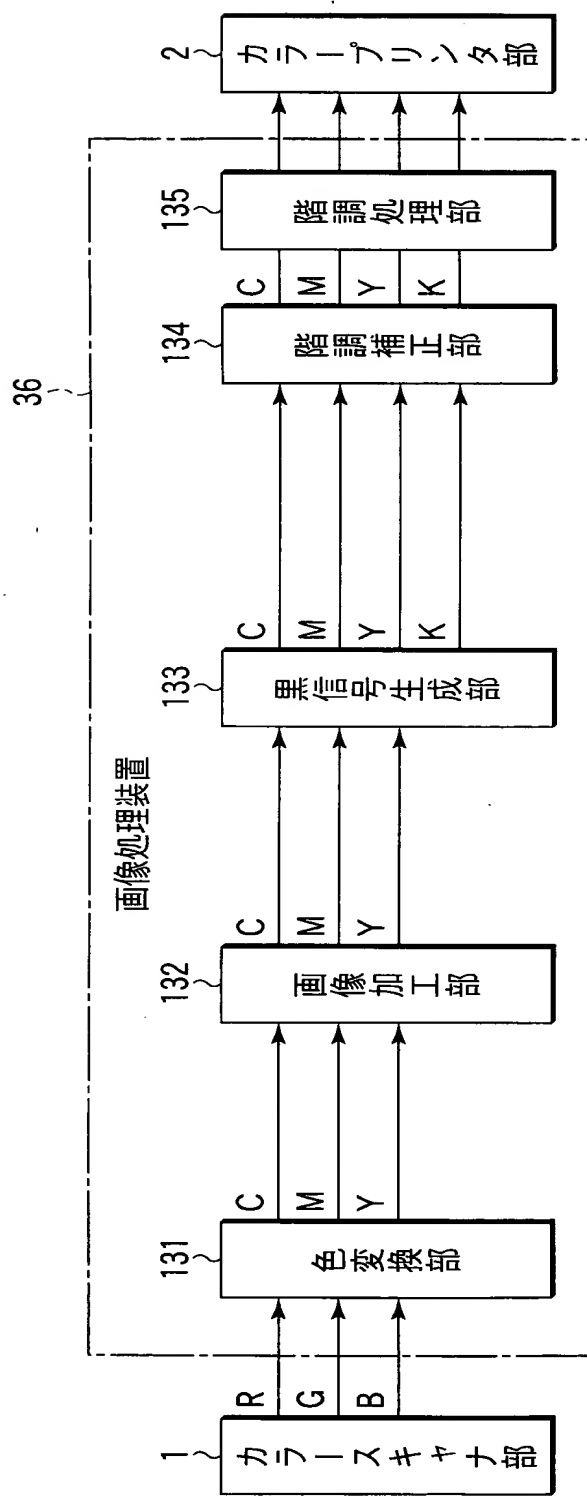 36
画像処理装置
1
カラースキャナ部
R
G
B
131
色変換部
C
M
Y
132
画像加工部
C
M
Y
133
黒信号生成部
C
M
Y
K
134
階調補正部
C
M
Y
K
135
階調処理部
2
カラープリンタ部